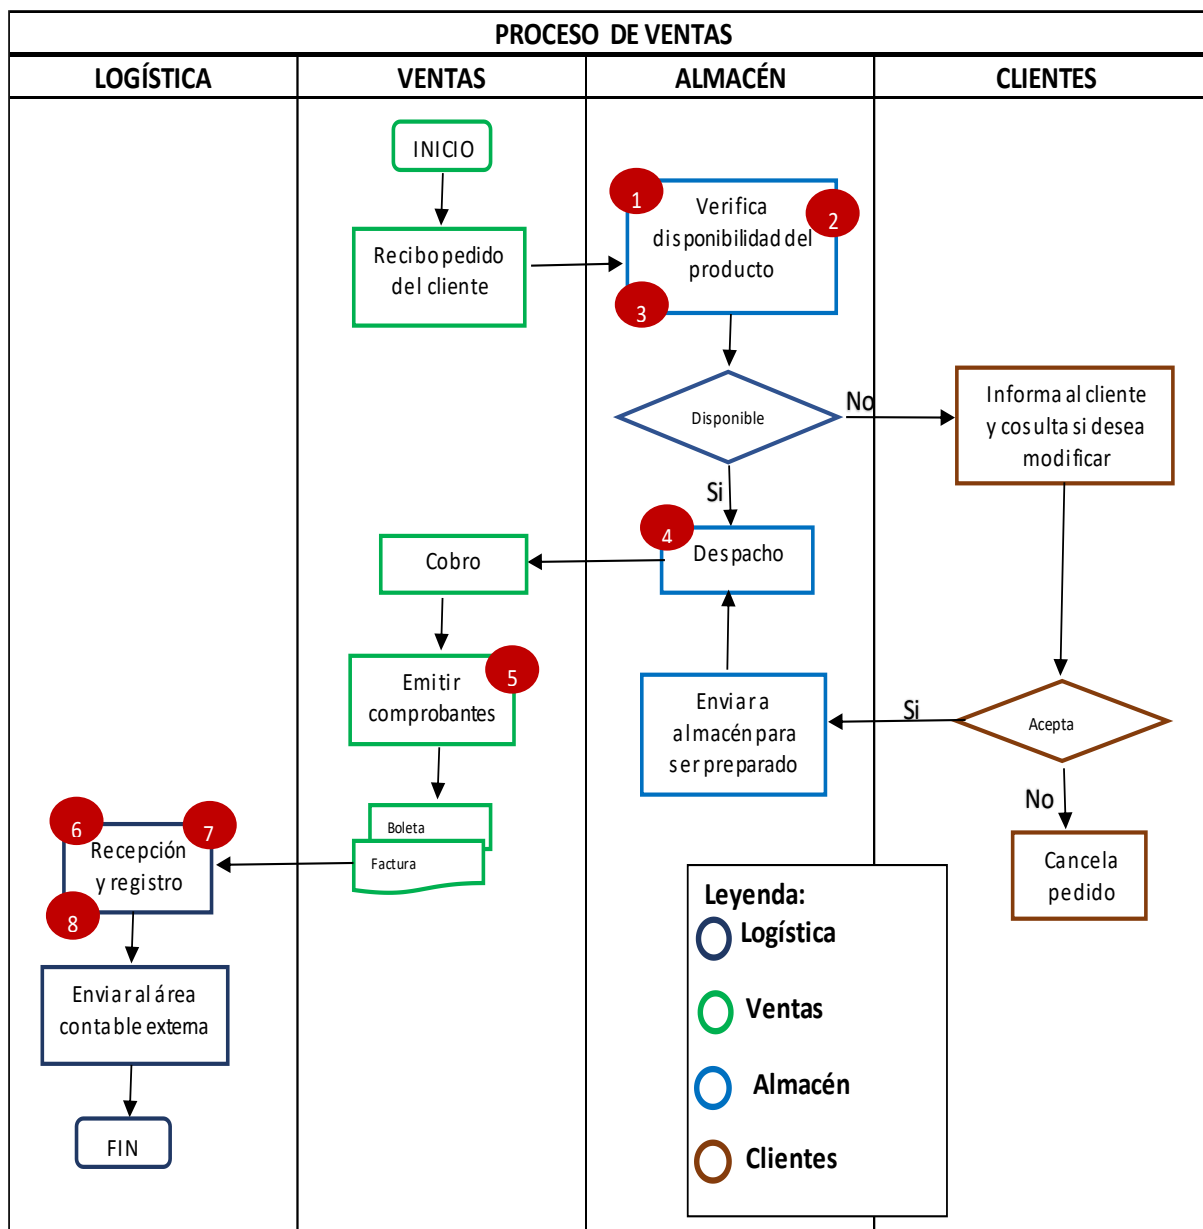 PROCESO DE VENTAS
LOGÍSTICA
VENTAS
ALMACÉN
CLIENTES
INICIO
Recibo pedido
del cliente
1
2
3
Verifica
disponibilidad del
producto
Disponible
No
Informa al cliente
y cosulta si desea
modificar
Si
4
Despacho
Cobro
5
Emitir
comprobantes
Enviar a
almacén para
ser preparado
Si
Acepta
No
Cancela
pedido
Boleta
Factura
6
7
8
Recepción
y registro
Enviar al área
contable externa
FIN
Leyenda:
Logística
Ventas
Almacén
Clientes